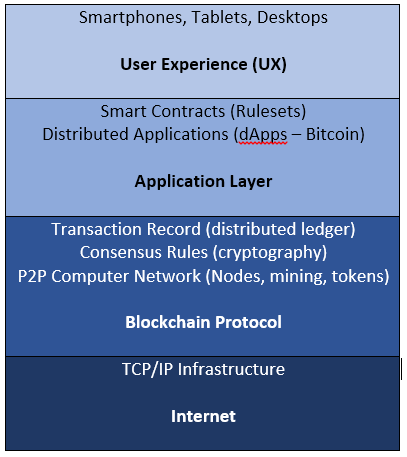 Smartphones, Tablets, Desktops
User Experience (UX)
Smart Contracts (Rulesets)
Distributed Applications (dApps – Bitcoin)
Application Layer
Transaction Record (distributed ledger)
Consensus Rules (cryptography)
P2P Computer Network (Nodes, mining, tokens)
Blockchain Protocol
TCP/IP Infrastructure
Internet